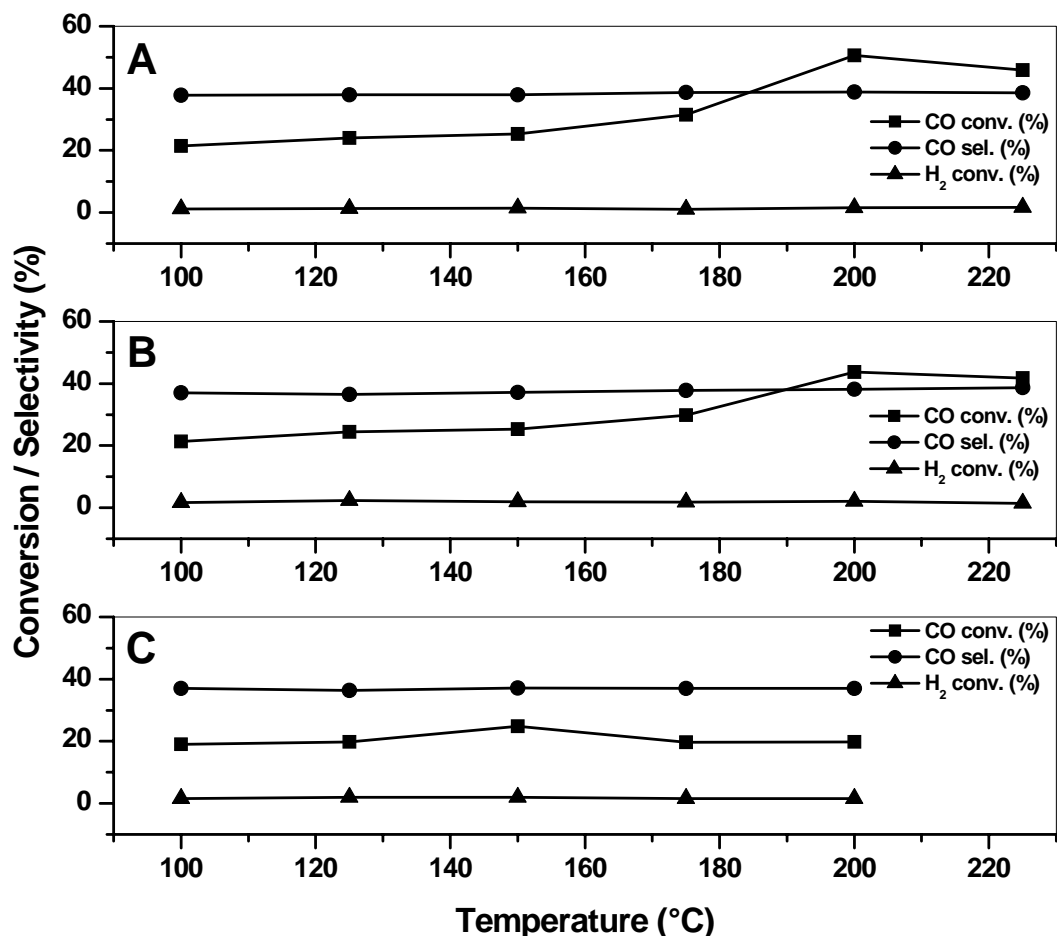 Conversion / Selectivity (%)
A
60
40
20
0
CO conv. (%)
CO sel. (%)
H₂ conv. (%)
100 120 140 160 180 200 220
B
60
40
20
0
CO conv. (%)
CO sel. (%)
H₂ conv. (%)
100 120 140 160 180 200 220
C
60
40
20
0
CO conv. (%)
CO sel. (%)
H₂ conv. (%)
100 120 140 160 180 200 220
Temperature (°C)